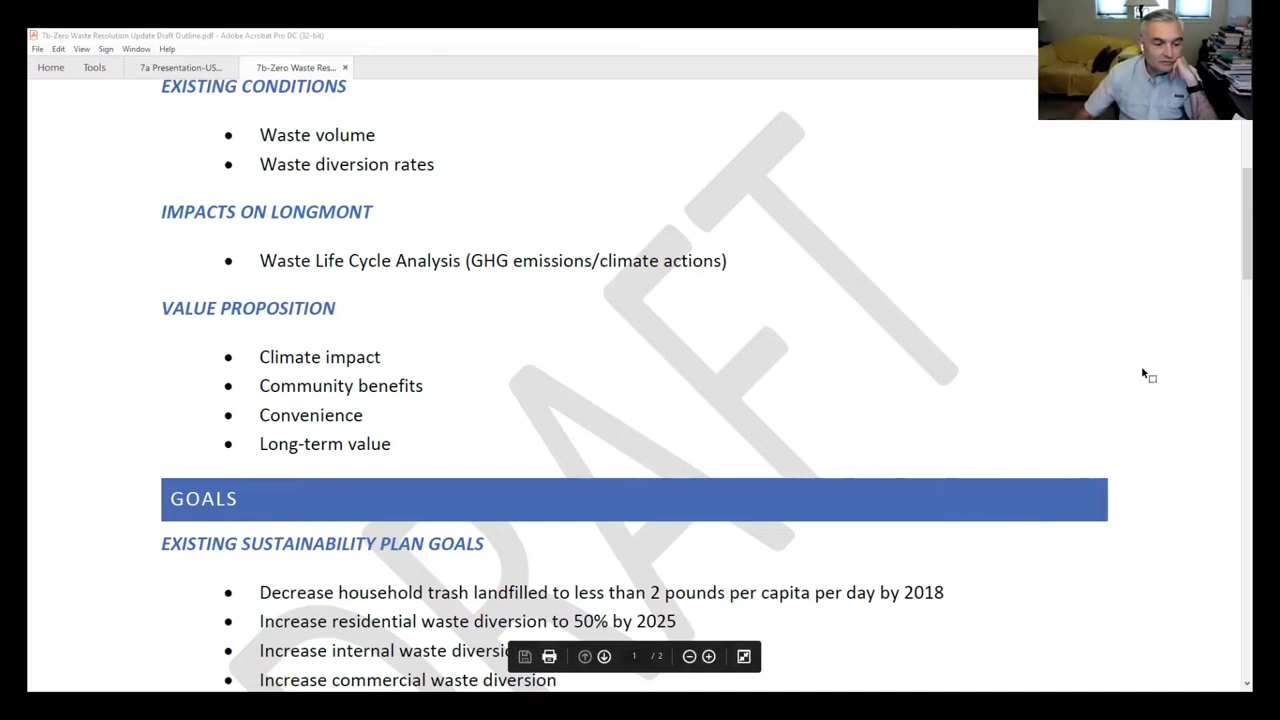 7b-Zero Waste Resolution Update Draft Outline.pdf - Adobe Acrobat Pro DC (32-bit)
File Edit View Sign Window Help
Home Tools 7a Presentation-US... 7b-Zero Waste Res... ×
EXISTING CONDITIONS
• Waste volume
• Waste diversion rates
IMPACTS ON LONGMONT
• Waste Life Cycle Analysis (GHG emissions/climate actions)
VALUE PROPOSITION
• Climate impact
• Community benefits
• Convenience
• Long-term value
GOALS
EXISTING SUSTAINABILITY PLAN GOALS
• Decrease household trash landfilled to less than 2 pounds per capita per day by 2018
• Increase residential waste diversion to 50% by 2025
• Increase internal waste
1 / 2
• Increase commercial waste diversion
DRAFT